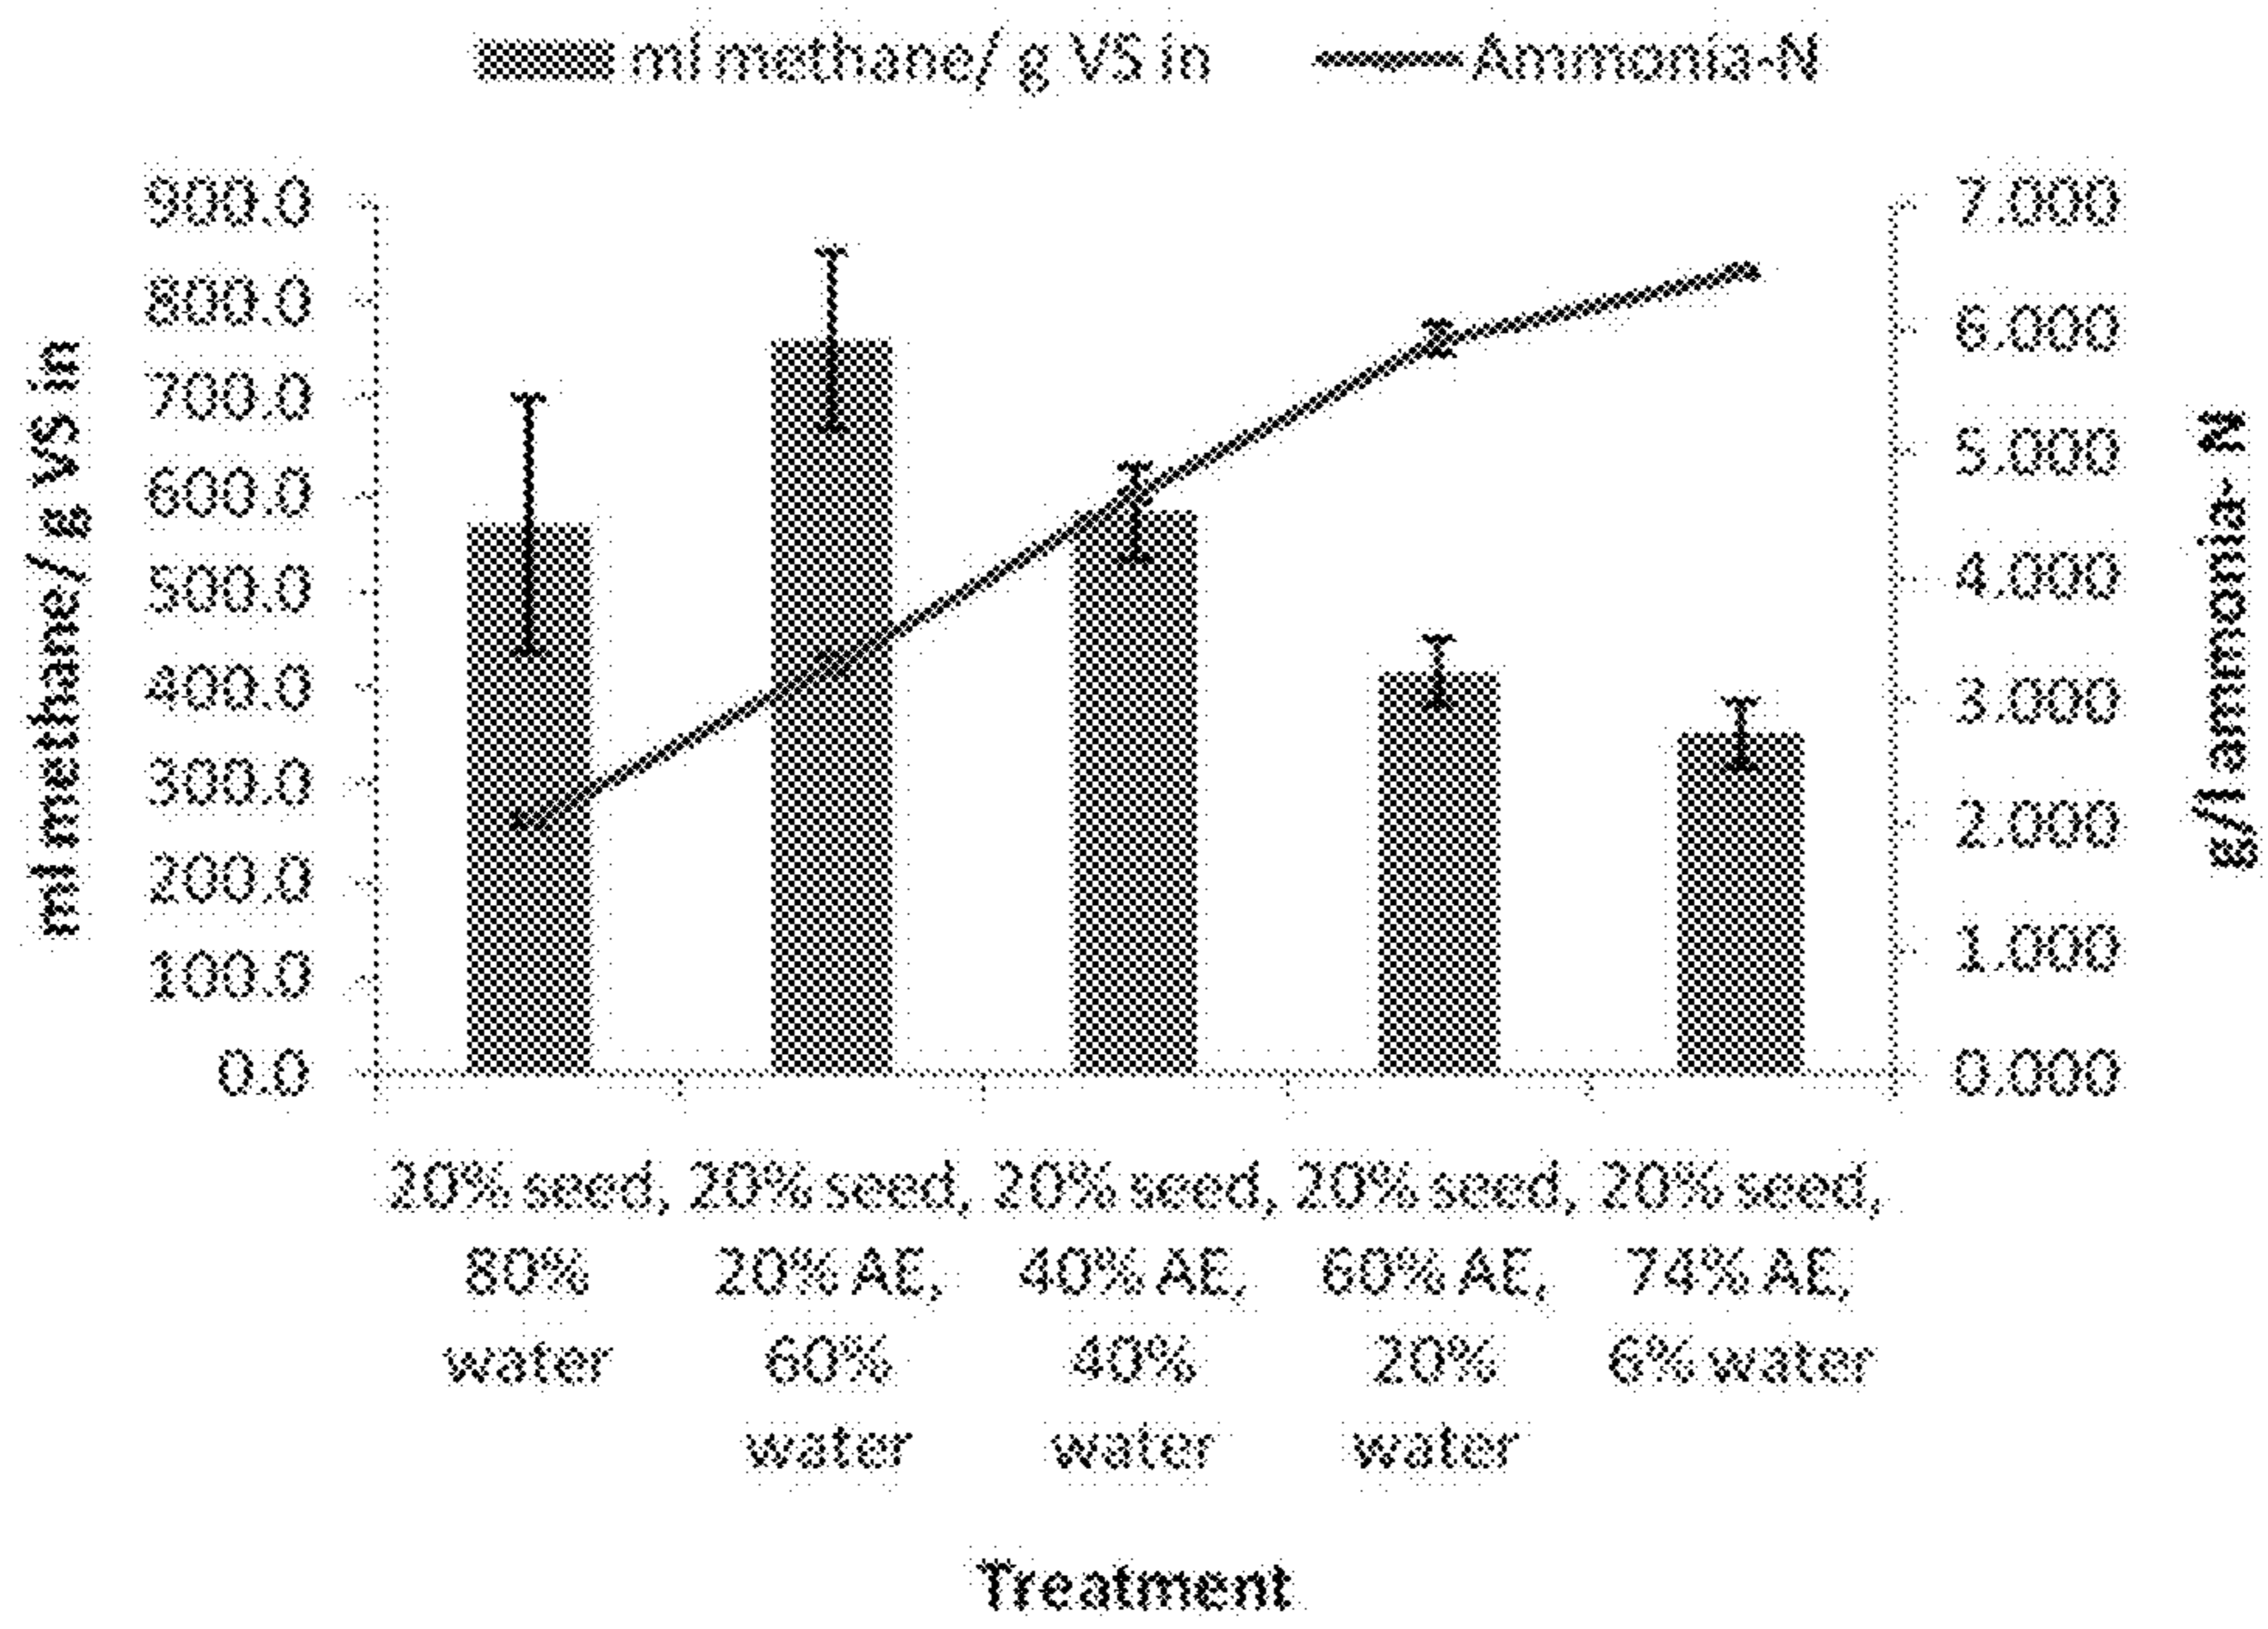 ml methane/ g VS in
Ammonia-N
ml methane/ g VS in
900.0
800.0
700.0
600.0
500.0
400.0
300.0
200.0
100.0
0.0
7.000
6.000
5.000
4.000
3.000
2.000
1.000
0.000
g/l ammonia- N
20% seed,
80%
water
20% seed,
20% AE,
60%
water
20% seed,
40% AE,
40%
water
20% seed,
60% AE,
20%
water
20% seed,
74% AE,
6% water
Treatment